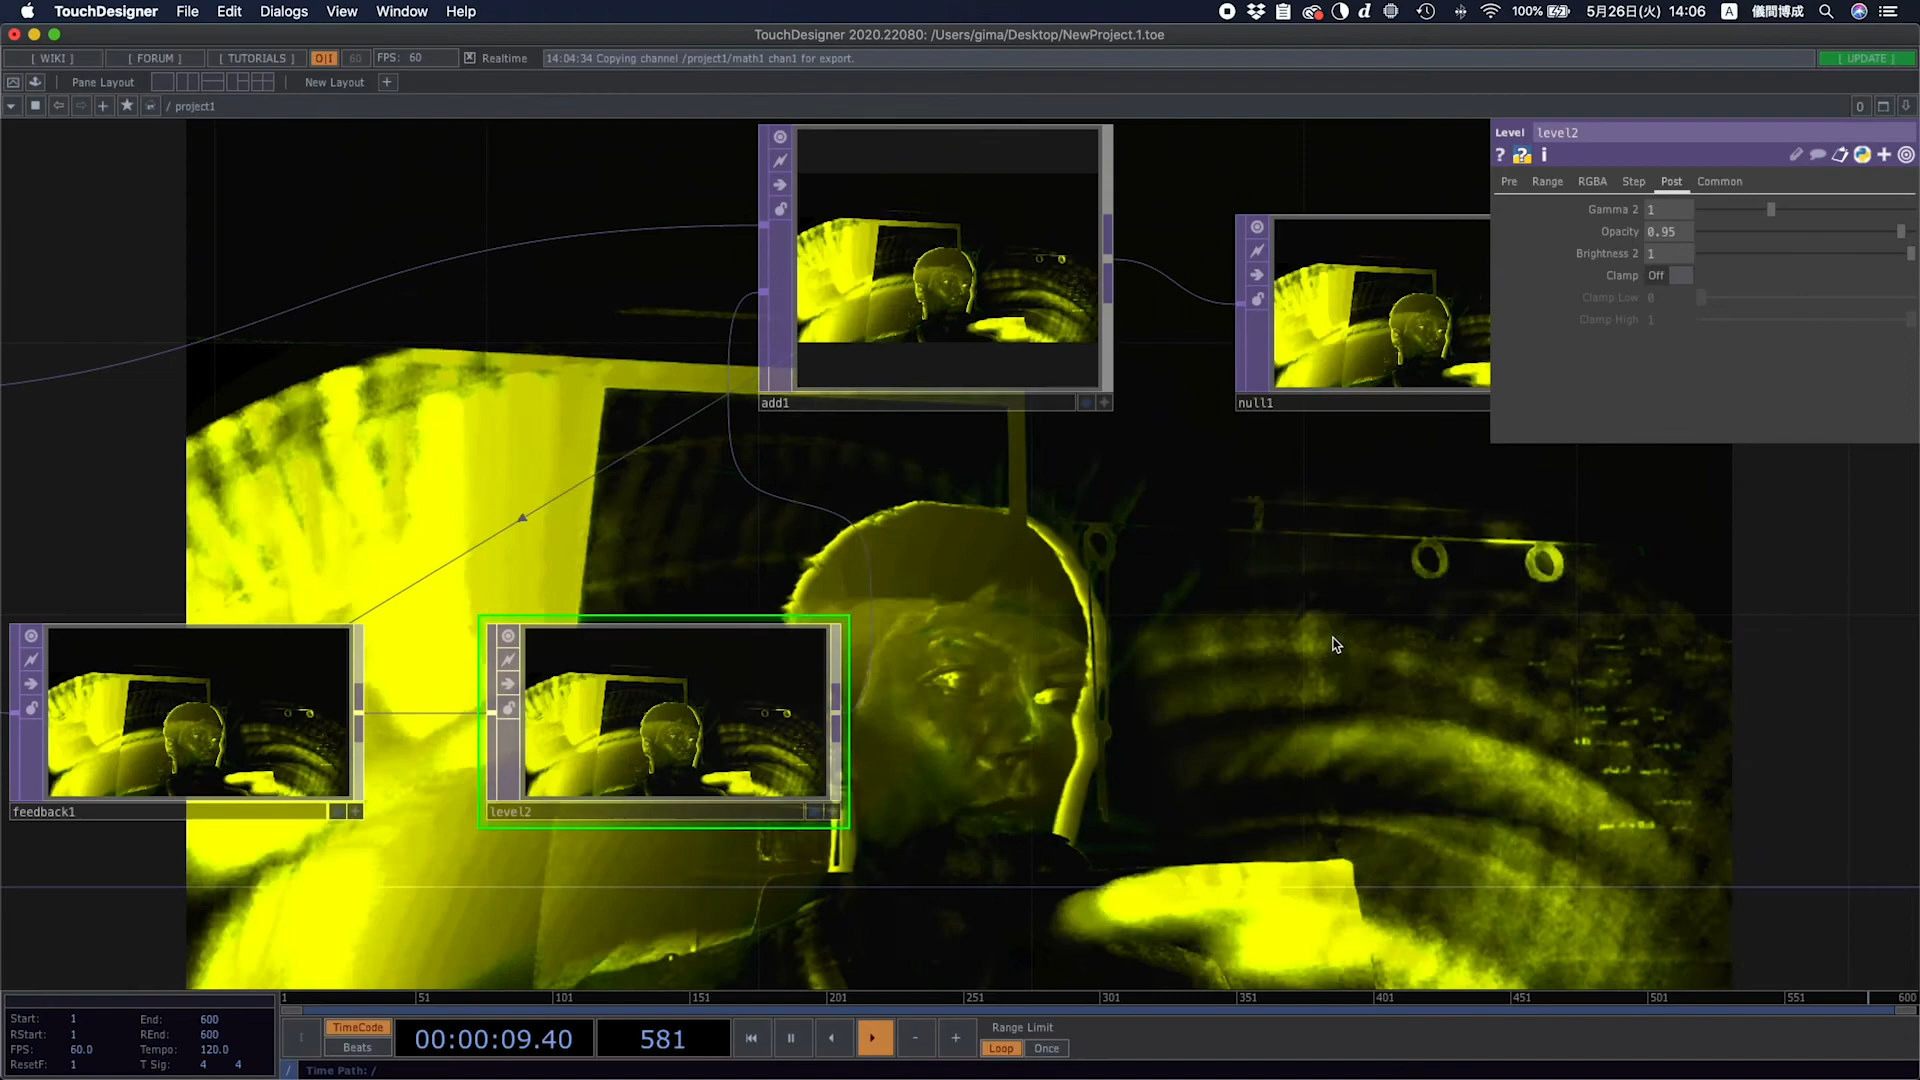 TouchDesigner File Edit Dialogs View Window Help 100% 5月26日(火) 14:06 A 儀間博成
TouchDesigner 2020.22080: /Users/gima/Desktop/NewProject.1.toe
[ WIKI ] [ FORUM ] [ TUTORIALS ] O|I 60 FPS: 60 Realtime 14:04:34 Copying channel /project1/math1 chan1 for export. [ UPDATE ]
Pane Layout New Layout +
/ project1 0
Level level2
? ? i
Pre Range RGBA Step Post Common
Gamma 2 1
Opacity 0.95
Brightness 2 1
Clamp Off
Clamp Low 0
Clamp High 1
add1
null1
feedback1
level2
1 51 101 151 201 251 301 351 401 451 501 551 600
Start: 1 End: 600
RStart: 1 REnd: 600
FPS: 60.0 Tempo: 120.0
ResetF: 1 T Sig: 4 4
TimeCode
Beats
00:00:09.40
581
- +
Range Limit
Loop Once
/ Time Path: /